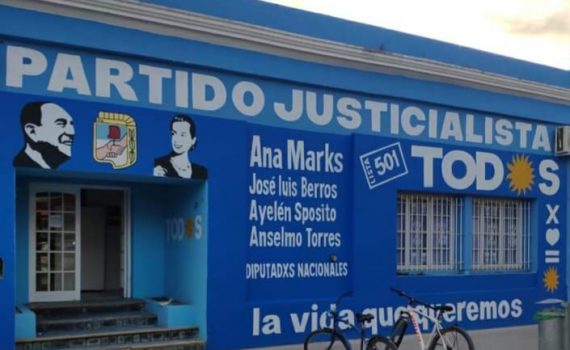 PARTIDO JUSTICIALISTA
Ana Marks
José luis Berros
Ayelén Sposito
Anselmo Torres
DIPUTADXS NACIONALES
LISTA 501
TODOS
TODOS
la vida que queremos